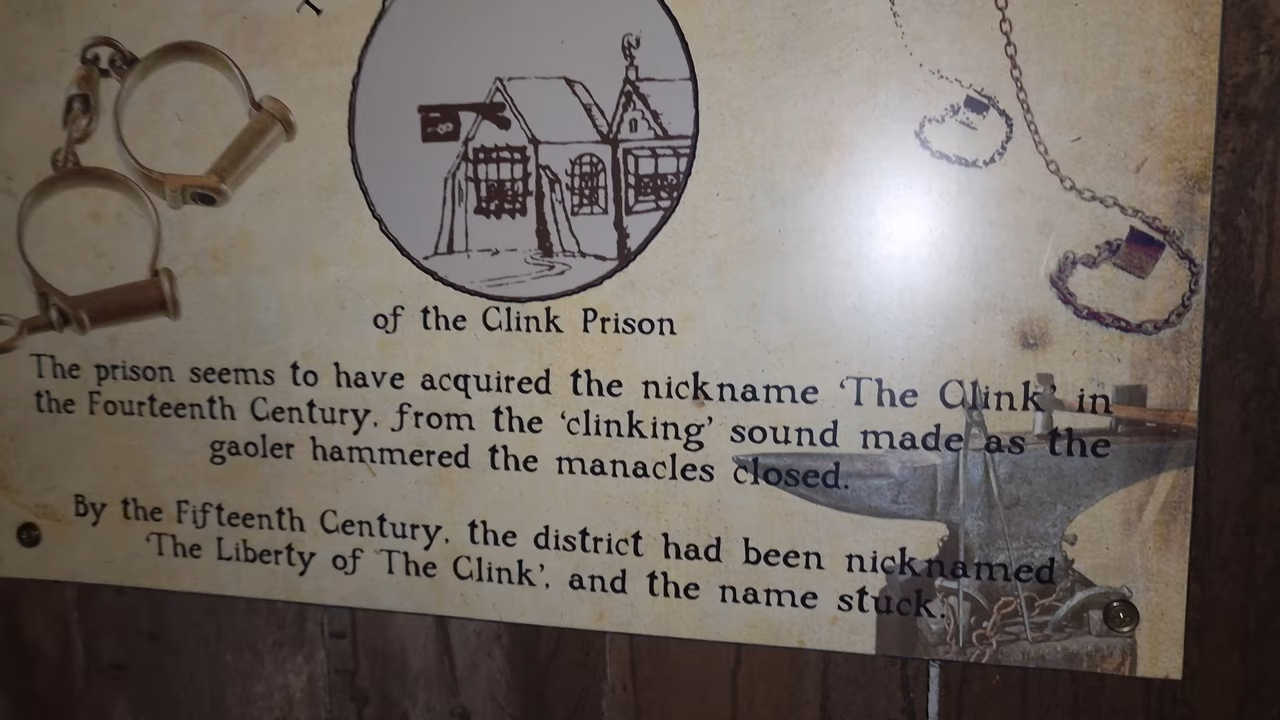 of the Clink Prison
The prison seems to have acquired the nickname ‘The Clink’ in
the Fourteenth Century, from the ‘clinking’ sound made as the
gaoler hammered the manacles closed.
By the Fifteenth Century, the district had been nicknamed
‘The Liberty of The Clink’, and the name stuck.